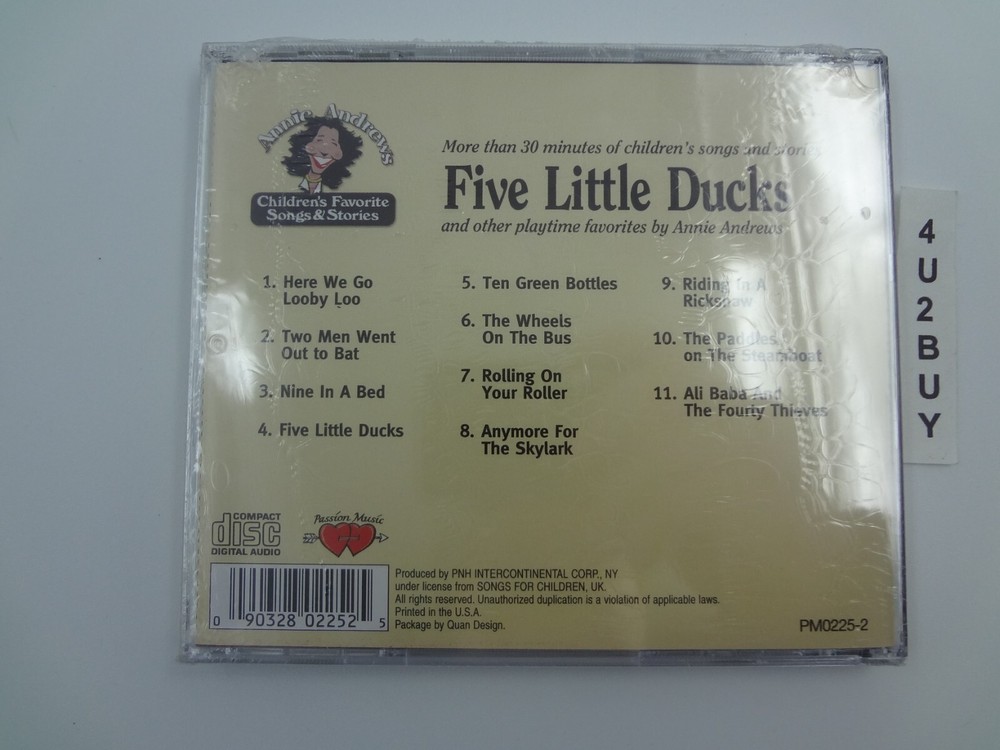 Annie Andrews
Children's Favorite
Songs & Stories
More than 30 minutes of children's songs and stories
Five Little Ducks
and other playtime favorites by Annie Andrews
1. Here We Go
Looby Loo
2. Two Men Went
Out to Bat
3. Nine In A Bed
4. Five Little Ducks
5. Ten Green Bottles
6. The Wheels
On The Bus
7. Rolling On
Your Roller
8. Anymore For
The Skylark
9. Riding In A
Rickshaw
10. The Paddles
on The Steamboat
11. Ali Baba And
The Fourty Thieves
4
U
2
B
U
Y
COMPACT
disc
DIGITAL AUDIO
Passion Music
0 90328 02252 5
Produced by PNH INTERCONTINENTAL CORP., NY
under license from SONGS FOR CHILDREN, UK.
All rights reserved. Unauthorized duplication is a violation of applicable laws.
Printed in the U.S.A.
Package by Quan Design.
PM0225-2